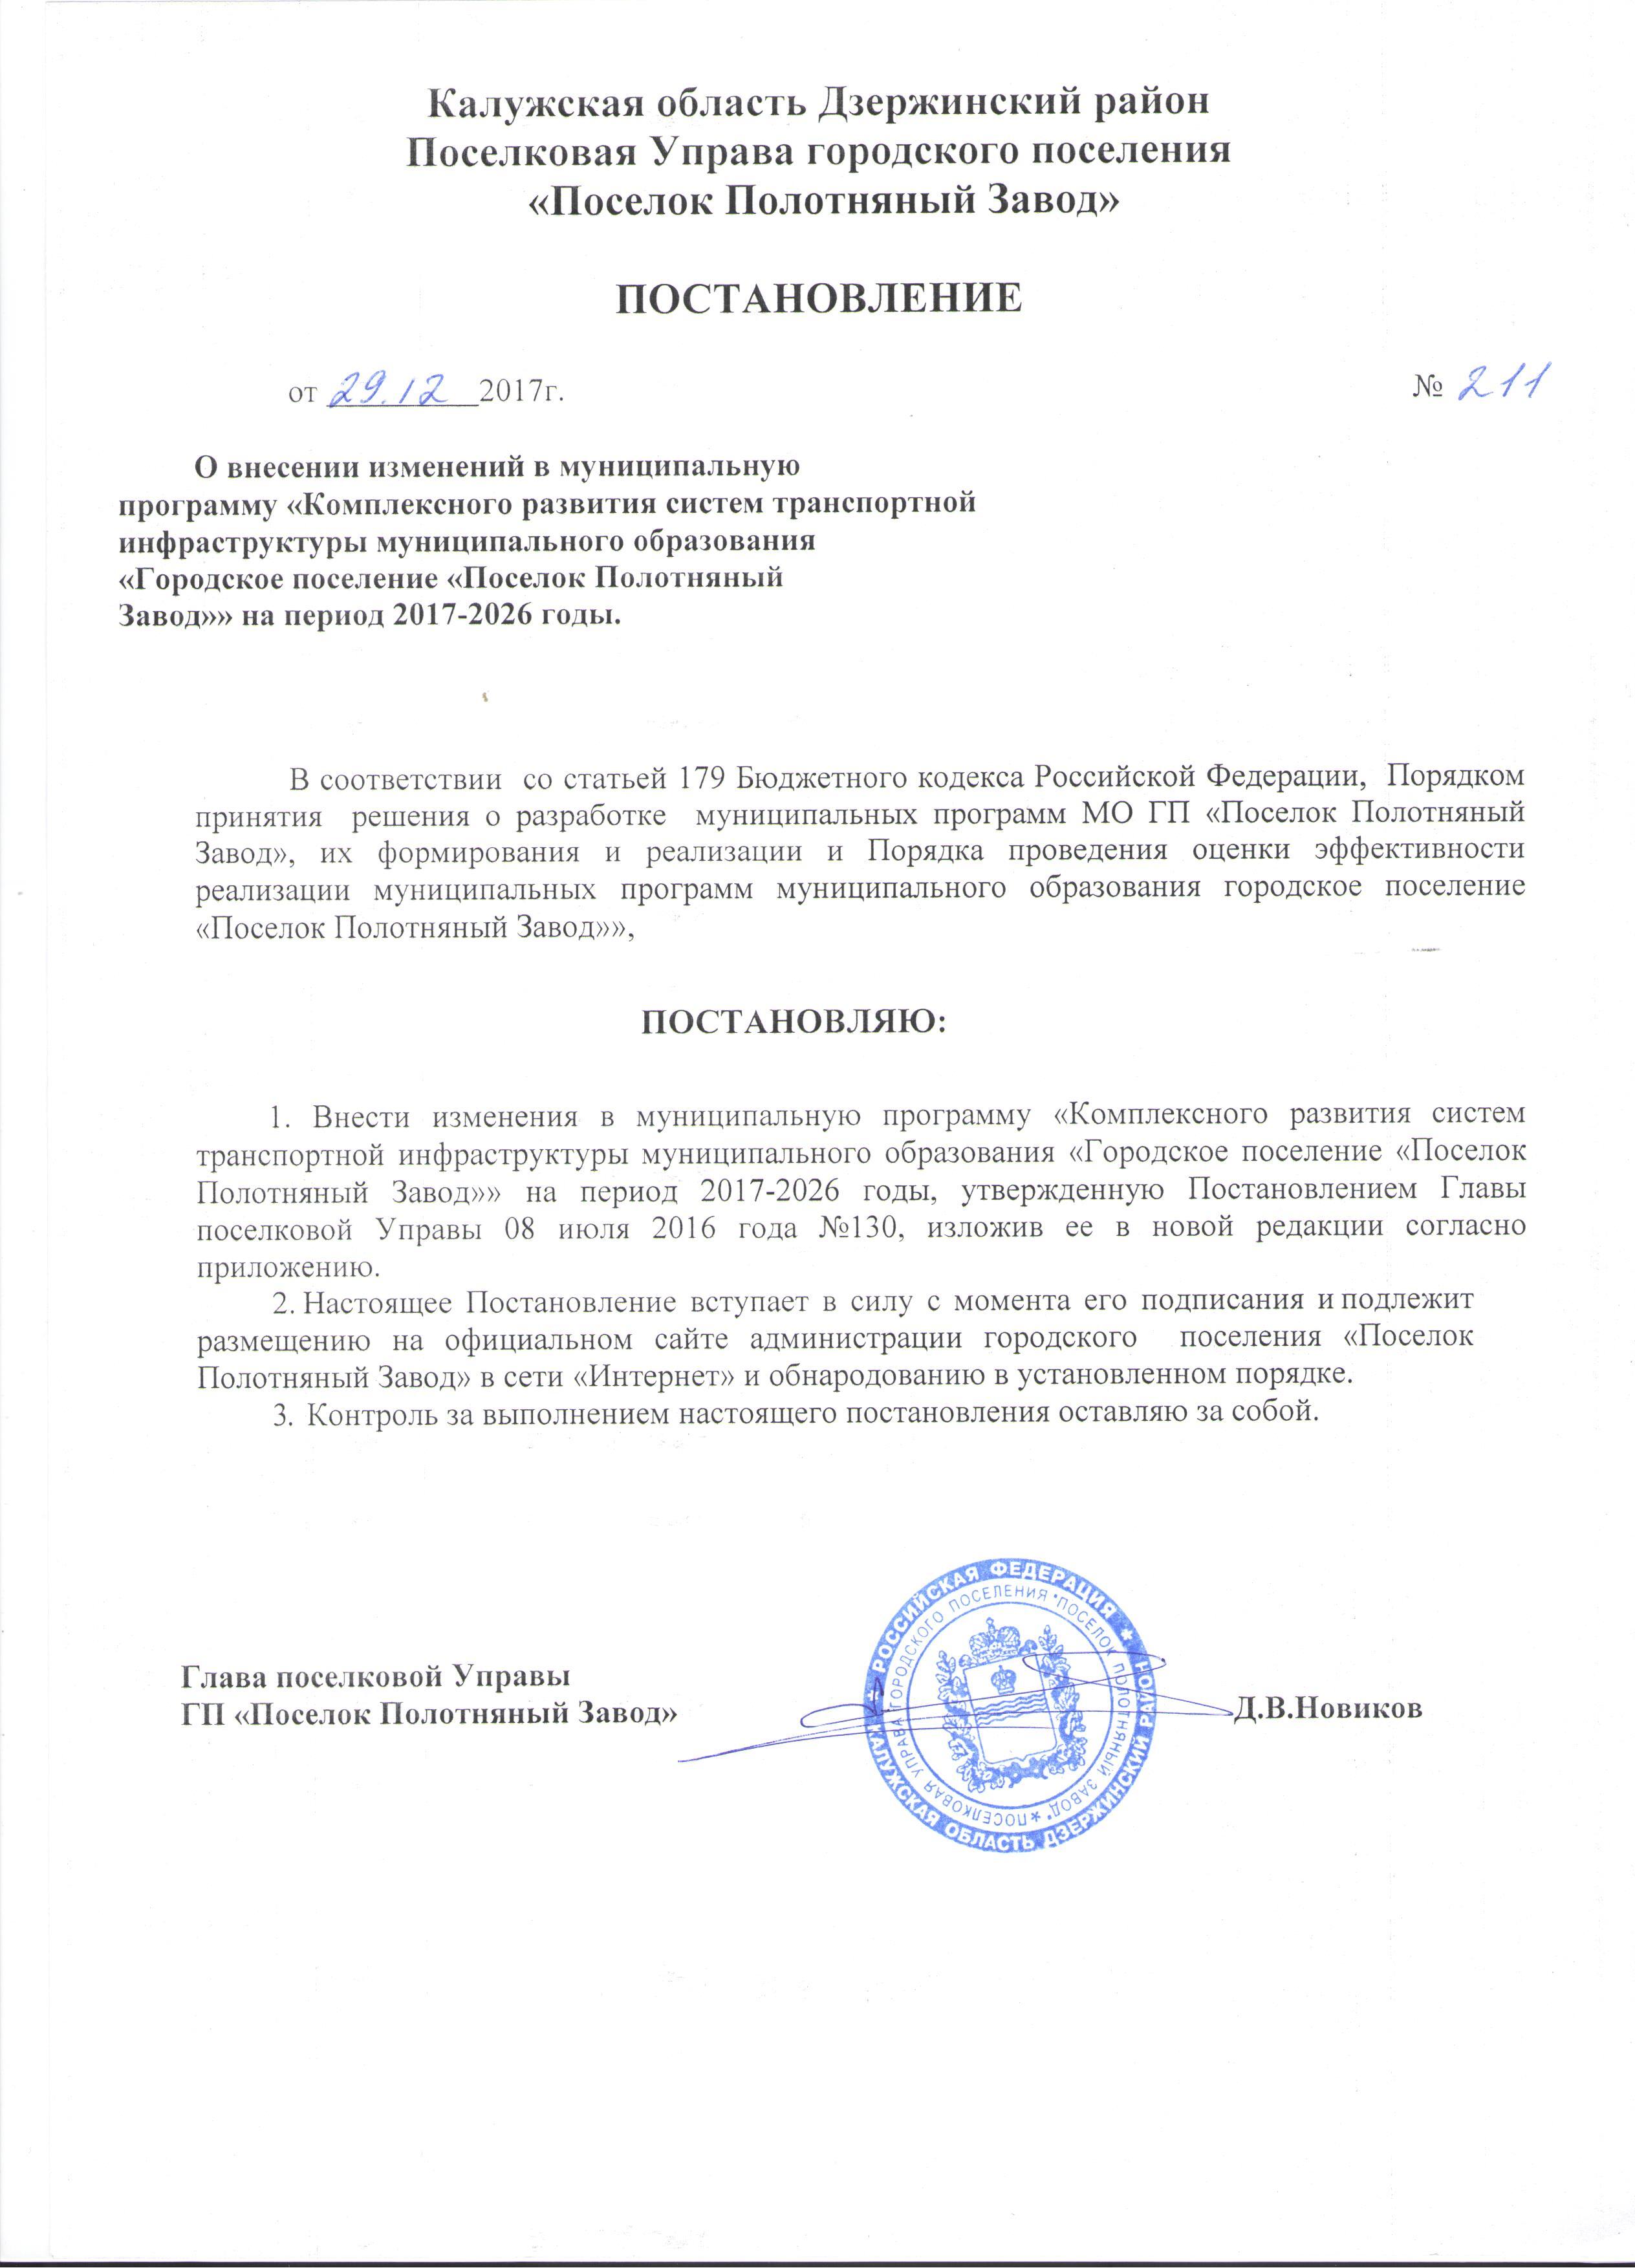 Калужская область Дзержинский район
Поселковая Управа городского поселения
«Поселок Полотняный Завод»
ПОСТАНОВЛЕНИЕ
от 29.12 2017г. № 211
О внесении изменений в муниципальную
программу «Комплексного развития систем транспортной
инфраструктуры муниципального образования
«Городское поселение «Поселок Полотняный
Завод»» на период 2017-2026 годы.
В соответствии со статьей 179 Бюджетного кодекса Российской Федерации, Порядком
принятия решения о разработке муниципальных программ МО ГП «Поселок Полотняный
Завод», их формирования и реализации и Порядка проведения оценки эффективности
реализации муниципальных программ муниципального образования городское поселение
«Поселок Полотняный Завод»»,
ПОСТАНОВЛЯЮ:
1. Внести изменения в муниципальную программу «Комплексного развития систем
транспортной инфраструктуры муниципального образования «Городское поселение «Поселок
Полотняный Завод»» на период 2017-2026 годы, утвержденную Постановлением Главы
поселковой Управы 08 июля 2016 года №130, изложив ее в новой редакции согласно
приложению.
2. Настоящее Постановление вступает в силу с момента его подписания и подлежит
размещению на официальном сайте администрации городского поселения «Поселок
Полотняный Завод» в сети «Интернет» и обнародованию в установленном порядке.
3. Контроль за выполнением настоящего постановления оставляю за собой.
Глава поселковой Управы
ГП «Поселок Полотняный Завод» Д.В.Новиков
★ РОССИЙСКАЯ ФЕДЕРАЦИЯ ★
КАЛУЖСКАЯ ОБЛАСТЬ ДЗЕРЖИНСКИЙ РАЙОН
★ ПОСЕЛКОВАЯ УПРАВА ГОРОДСКОГО ПОСЕЛЕНИЯ "ПОСЕЛОК ПОЛОТНЯНЫЙ ЗАВОД"